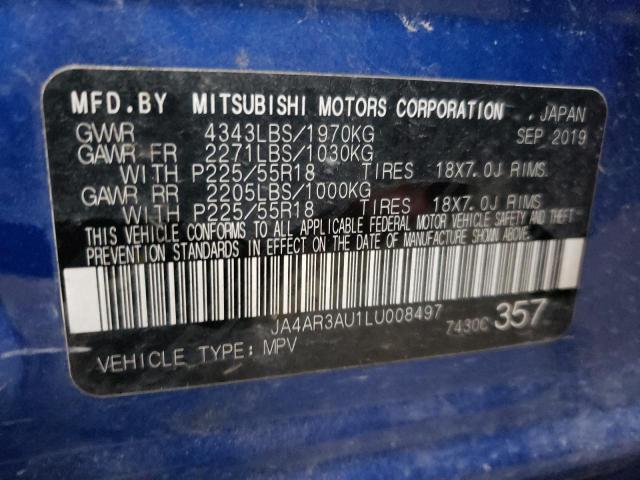 MFD.BY MITSUBISHI MOTORS CORPORATION JAPAN
GVWR 4343LBS/1970KG SEP 2019
GAWR FR 2271LBS/1030KG
WITH P225/55R18 TIRES 18X7.0J RIMS.
GAWR RR 2205LBS/1000KG
WITH P225/55R18 TIRES 18X7.0J RIMS.
THIS VEHICLE CONFORMS TO ALL APPLICABLE FEDERAL MOTOR VEHICLE SAFETY AND THEFT
PREVENTION STANDARDS IN EFFECT ON THE DATE OF MANUFACTURE SHOWN ABOVE.
JA4AR3AU1LU008497
7430C 357
VEHICLE TYPE: MPV